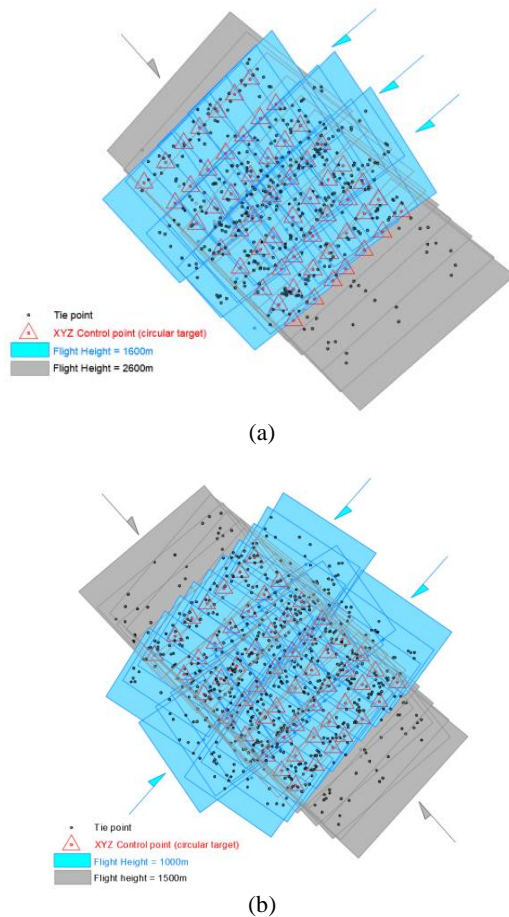 Tie point
XYZ Control point (circular target)
Flight Height = 1600m
Flight Height = 2600m
(a)
Tie point
XYZ Control point (circular target)
Flight Height = 1000m
Flight height = 1500m
(b)